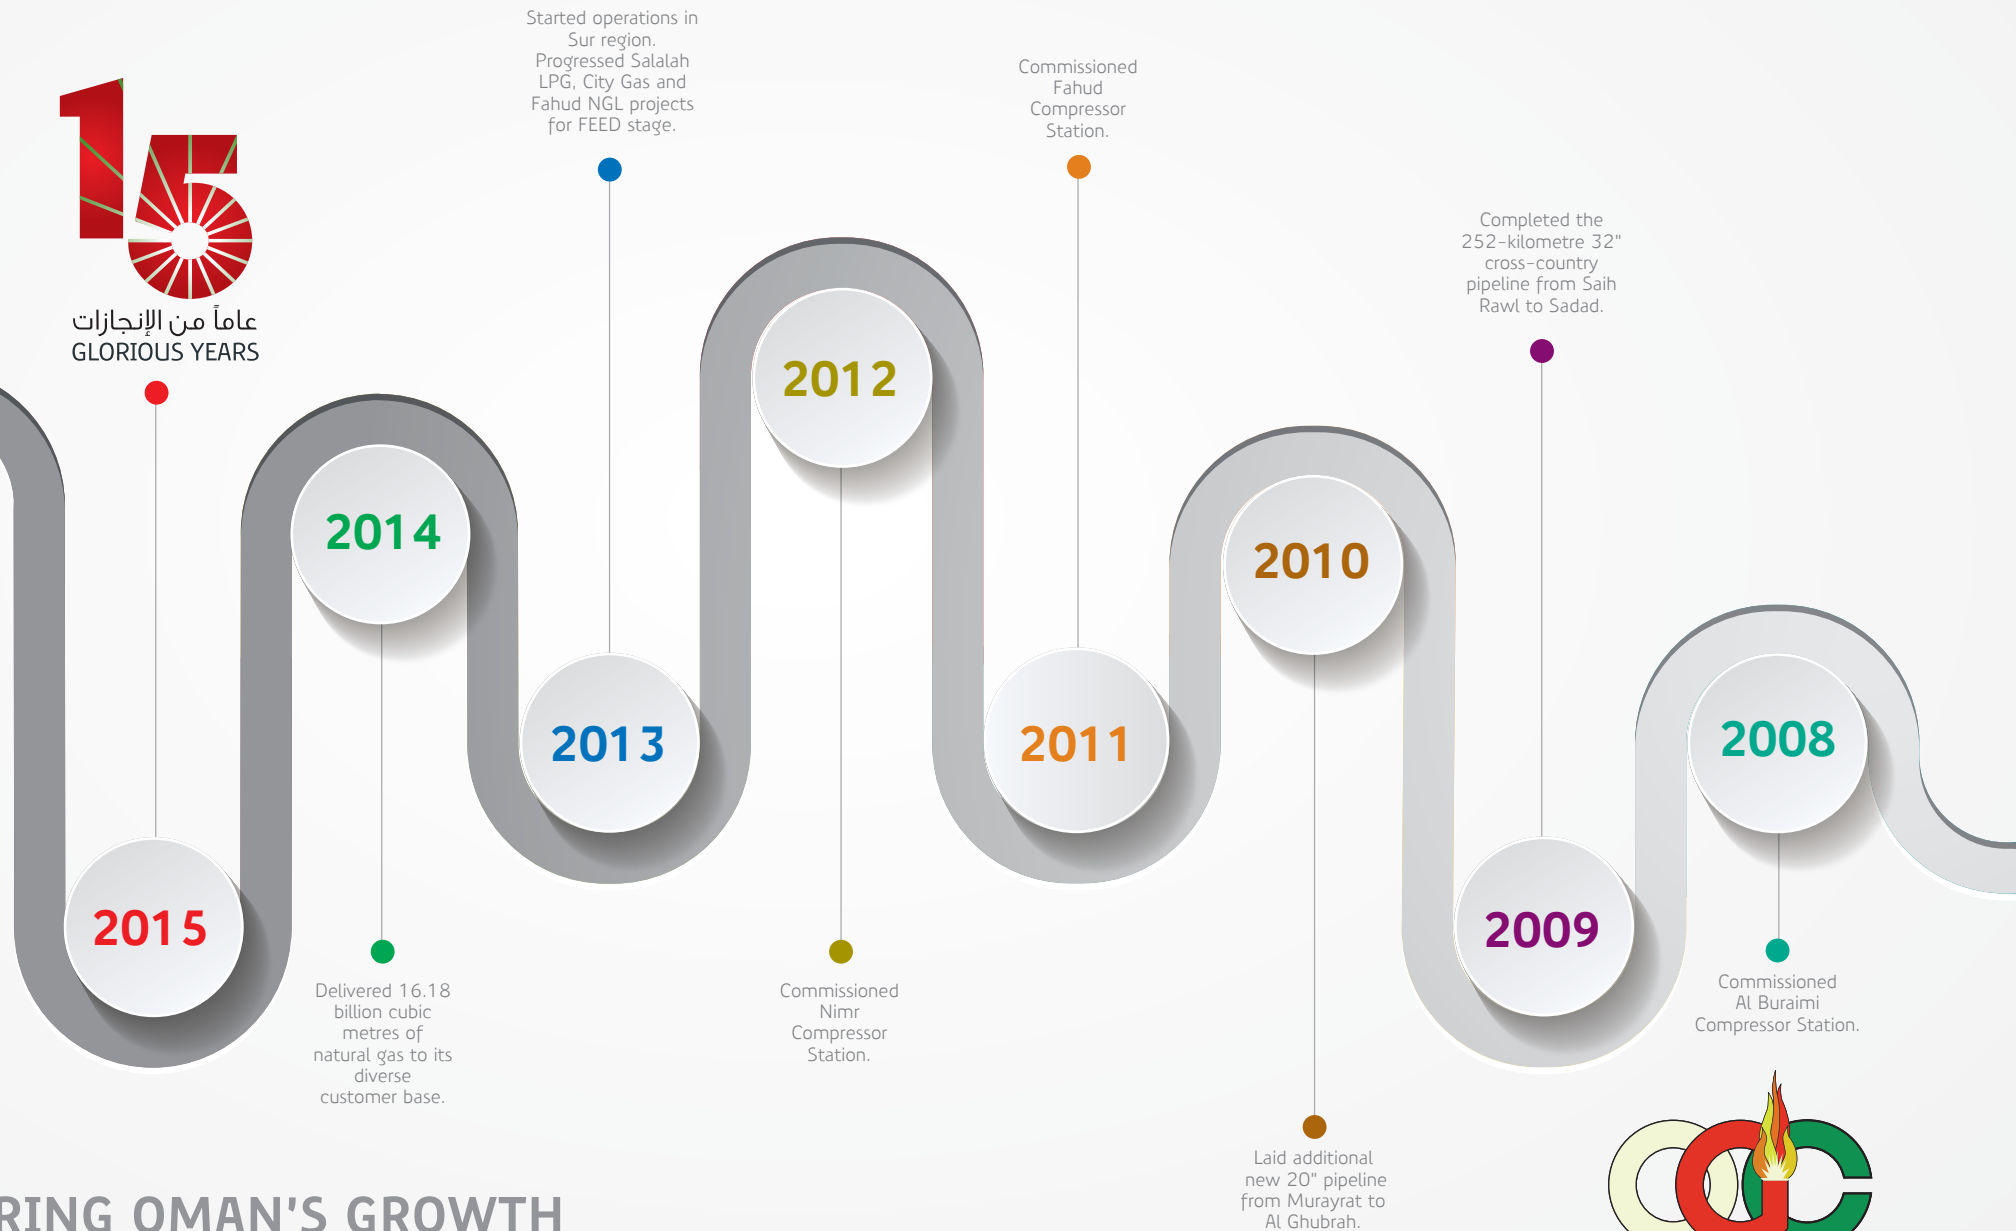 Started operations in
Sur region.
Progressed Salalah
LPG, City Gas and
Fahud NGL projects
for FEED stage.
Commissioned
Fahud
Compressor
Station.
15
عاماً من الإنجازات
GLORIOUS YEARS
Completed the
252-kilometre 32"
cross-country
pipeline from Saih
Rawl to Sadad.
2012
2014
2010
2013
2011
2008
2015
2009
Delivered 16.18
billion cubic
metres of
natural gas to its
diverse
customer base.
Commissioned
Nimr
Compressor
Station.
Commissioned
Al Buraimi
Compressor Station.
Laid additional
new 20" pipeline
from Murayrat to
Al Ghubrah.
OGC
RING OMAN'S GROWTH